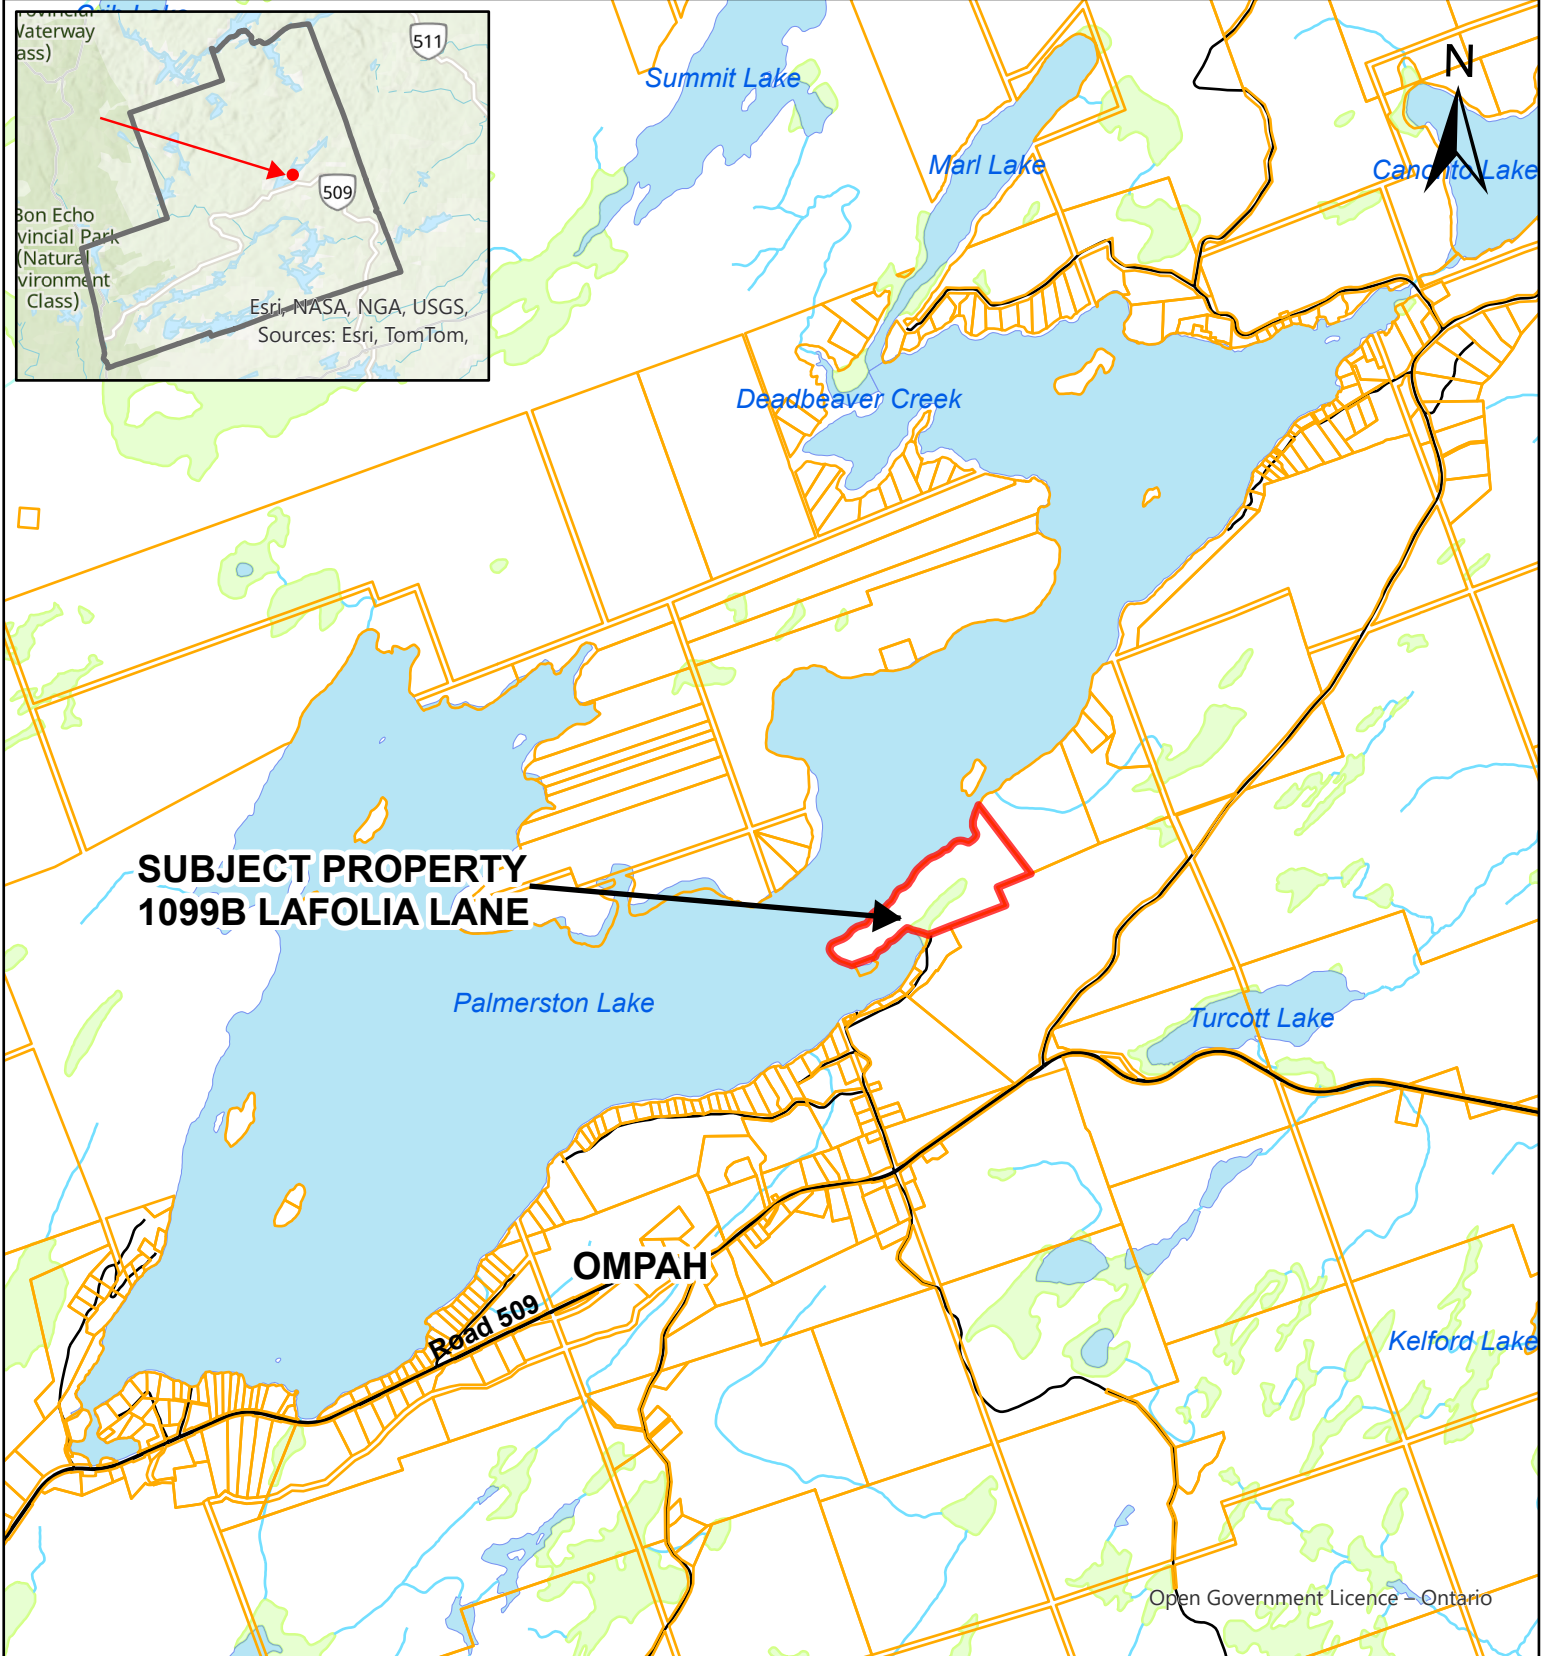 Waterway
511
Bon Echo
vincial Park
(Natural
vironment
Class)
509
Esri, NASA, NGA, USGS,
Sources: Esri, TomTom,
Summit Lake
N
Marl Lake
Canonto Lake
Deadbeaver Creek
SUBJECT PROPERTY
1099B LAFOLIA LANE
Palmerston Lake
Turcott Lake
OMPAH
Road 509
Kelford Lake
Open Government Licence – Ontario